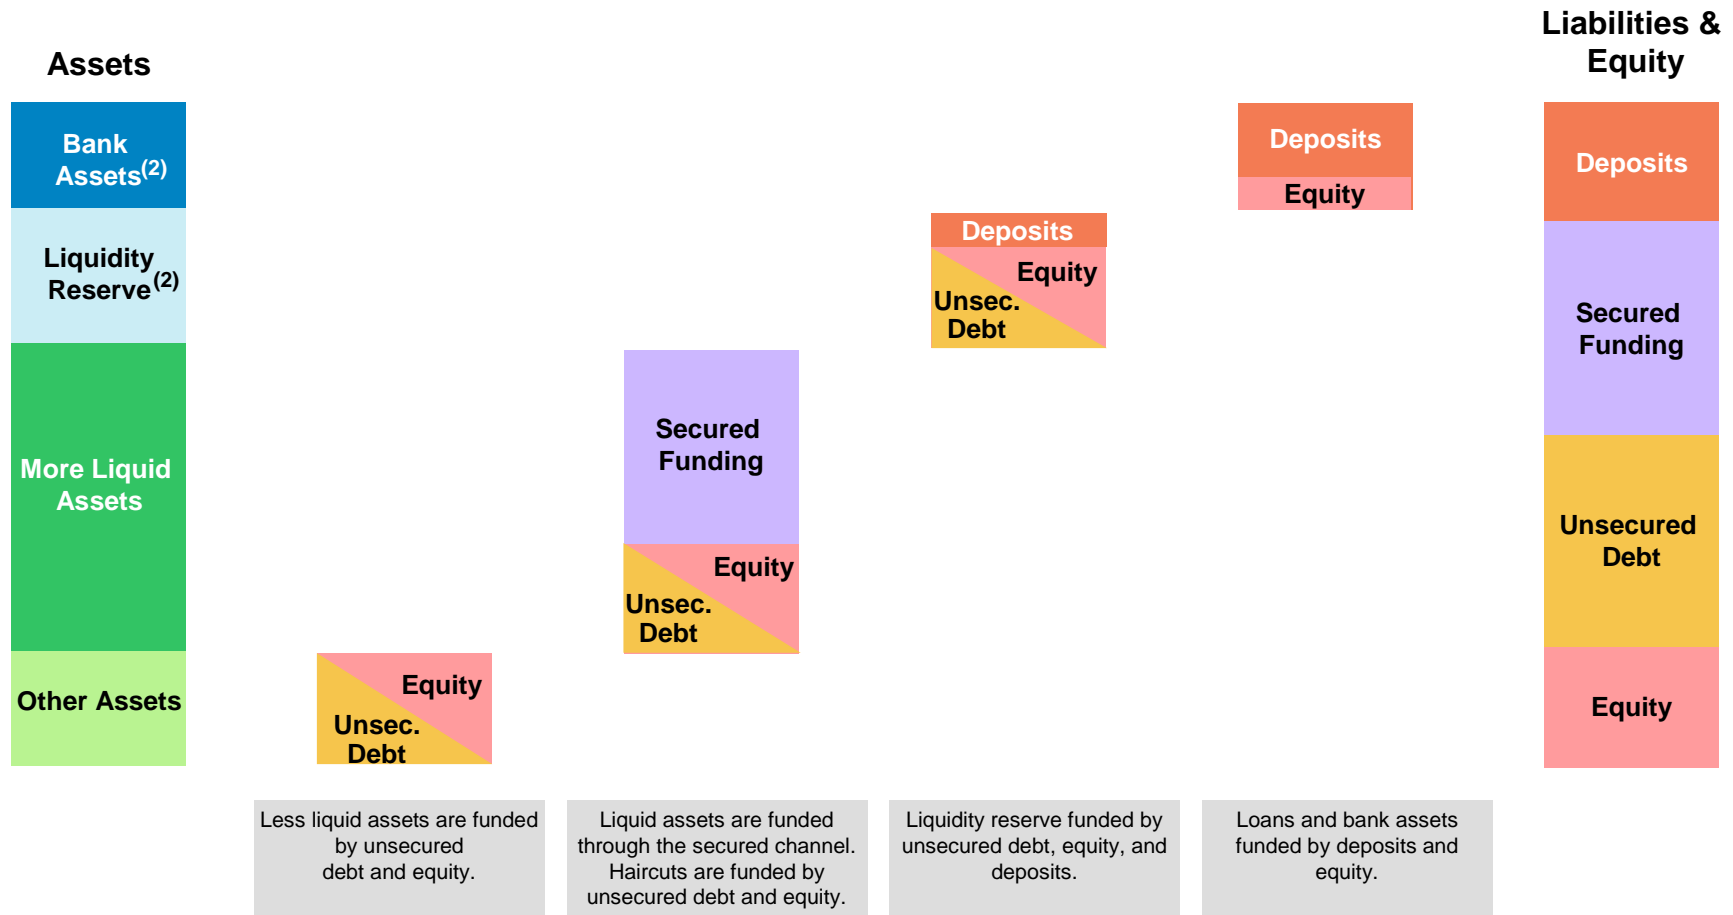 Assets
Liabilities &
Equity
Bank
Assets(2)
Liquidity
Reserve(2)
More Liquid
Assets
Other Assets
Equity
Unsec.
Debt
Secured
Funding
Equity
Unsec.
Debt
Deposits
Equity
Unsec.
Debt
Deposits
Equity
Deposits
Secured
Funding
Unsecured
Debt
Equity
Less liquid assets are funded
by unsecured
debt and equity.
Liquid assets are funded
through the secured channel.
Haircuts are funded by
unsecured debt and equity.
Liquidity reserve funded by
unsecured debt, equity, and
deposits.
Loans and bank assets
funded by deposits and
equity.